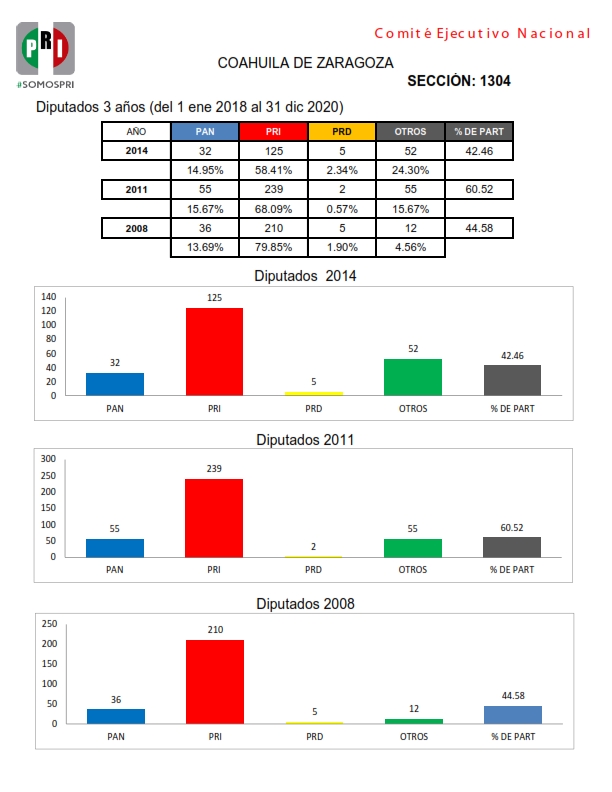 Comité Ejecutivo Nacional
PRI
#SOMOSPRI
COAHUILA DE ZARAGOZA
SECCIÓN: 1304
Diputados 3 años (del 1 ene 2018 al 31 dic 2020)
AÑO PAN PRI PRD OTROS % DE PART
2014 32 125 5 52 42.46
14.95% 58.41% 2.34% 24.30%
2011 55 239 2 55 60.52
15.67% 68.09% 0.57% 15.67%
2008 36 210 5 12 44.58
13.69% 79.85% 1.90% 4.56%
Diputados 2014
140
120
100
80
60
40
20
0
32 125 5 52 42.46
PAN PRI PRD OTROS % DE PART
Diputados 2011
300
250
200
150
100
50
0
55 239 2 55 60.52
PAN PRI PRD OTROS % DE PART
Diputados 2008
250
200
150
100
50
0
36 210 5 12 44.58
PAN PRI PRD OTROS % DE PART